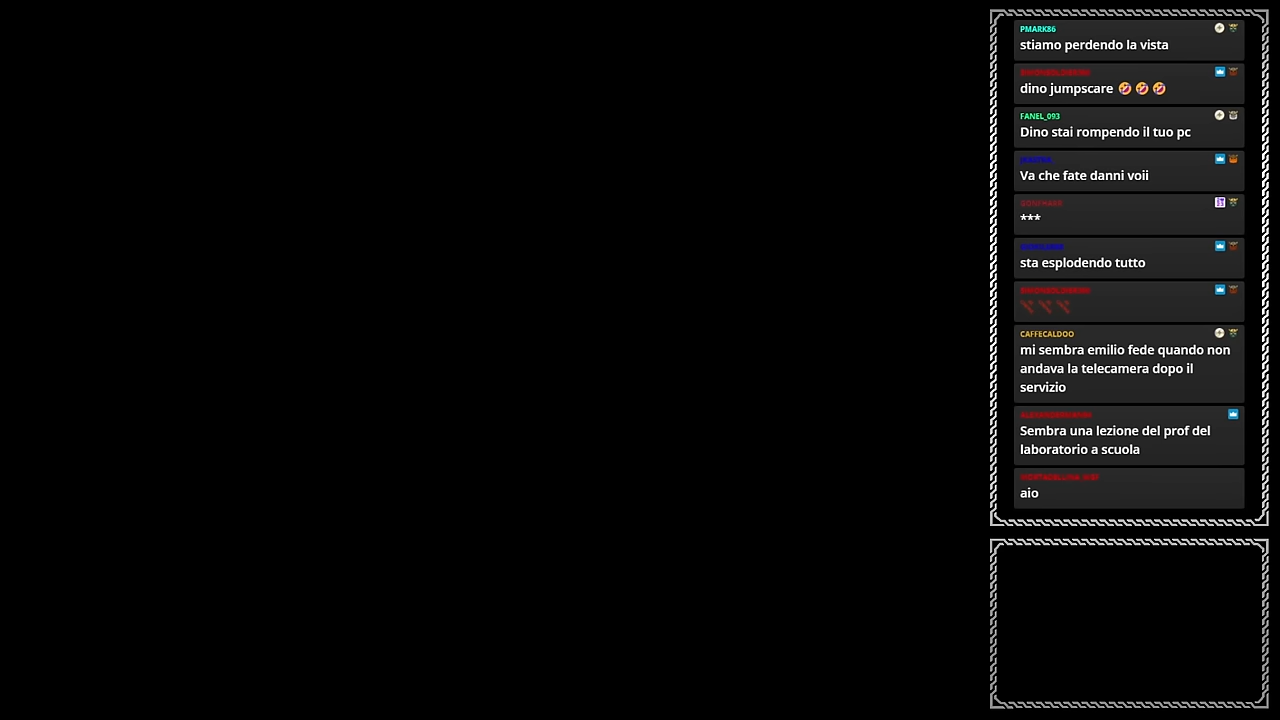 PMARK86
stiamo perdendo la vista
dino jumpscare 🤣 🤣 🤣
FANEL_093
Dino stai rompendo il tuo pc
Va che fate danni voii
***
sta esplodendo tutto
CAFFECALDOO
mi sembra emilio fede quando non
andava la telecamera dopo il
servizio
Sembra una lezione del prof del
laboratorio a scuola
aio